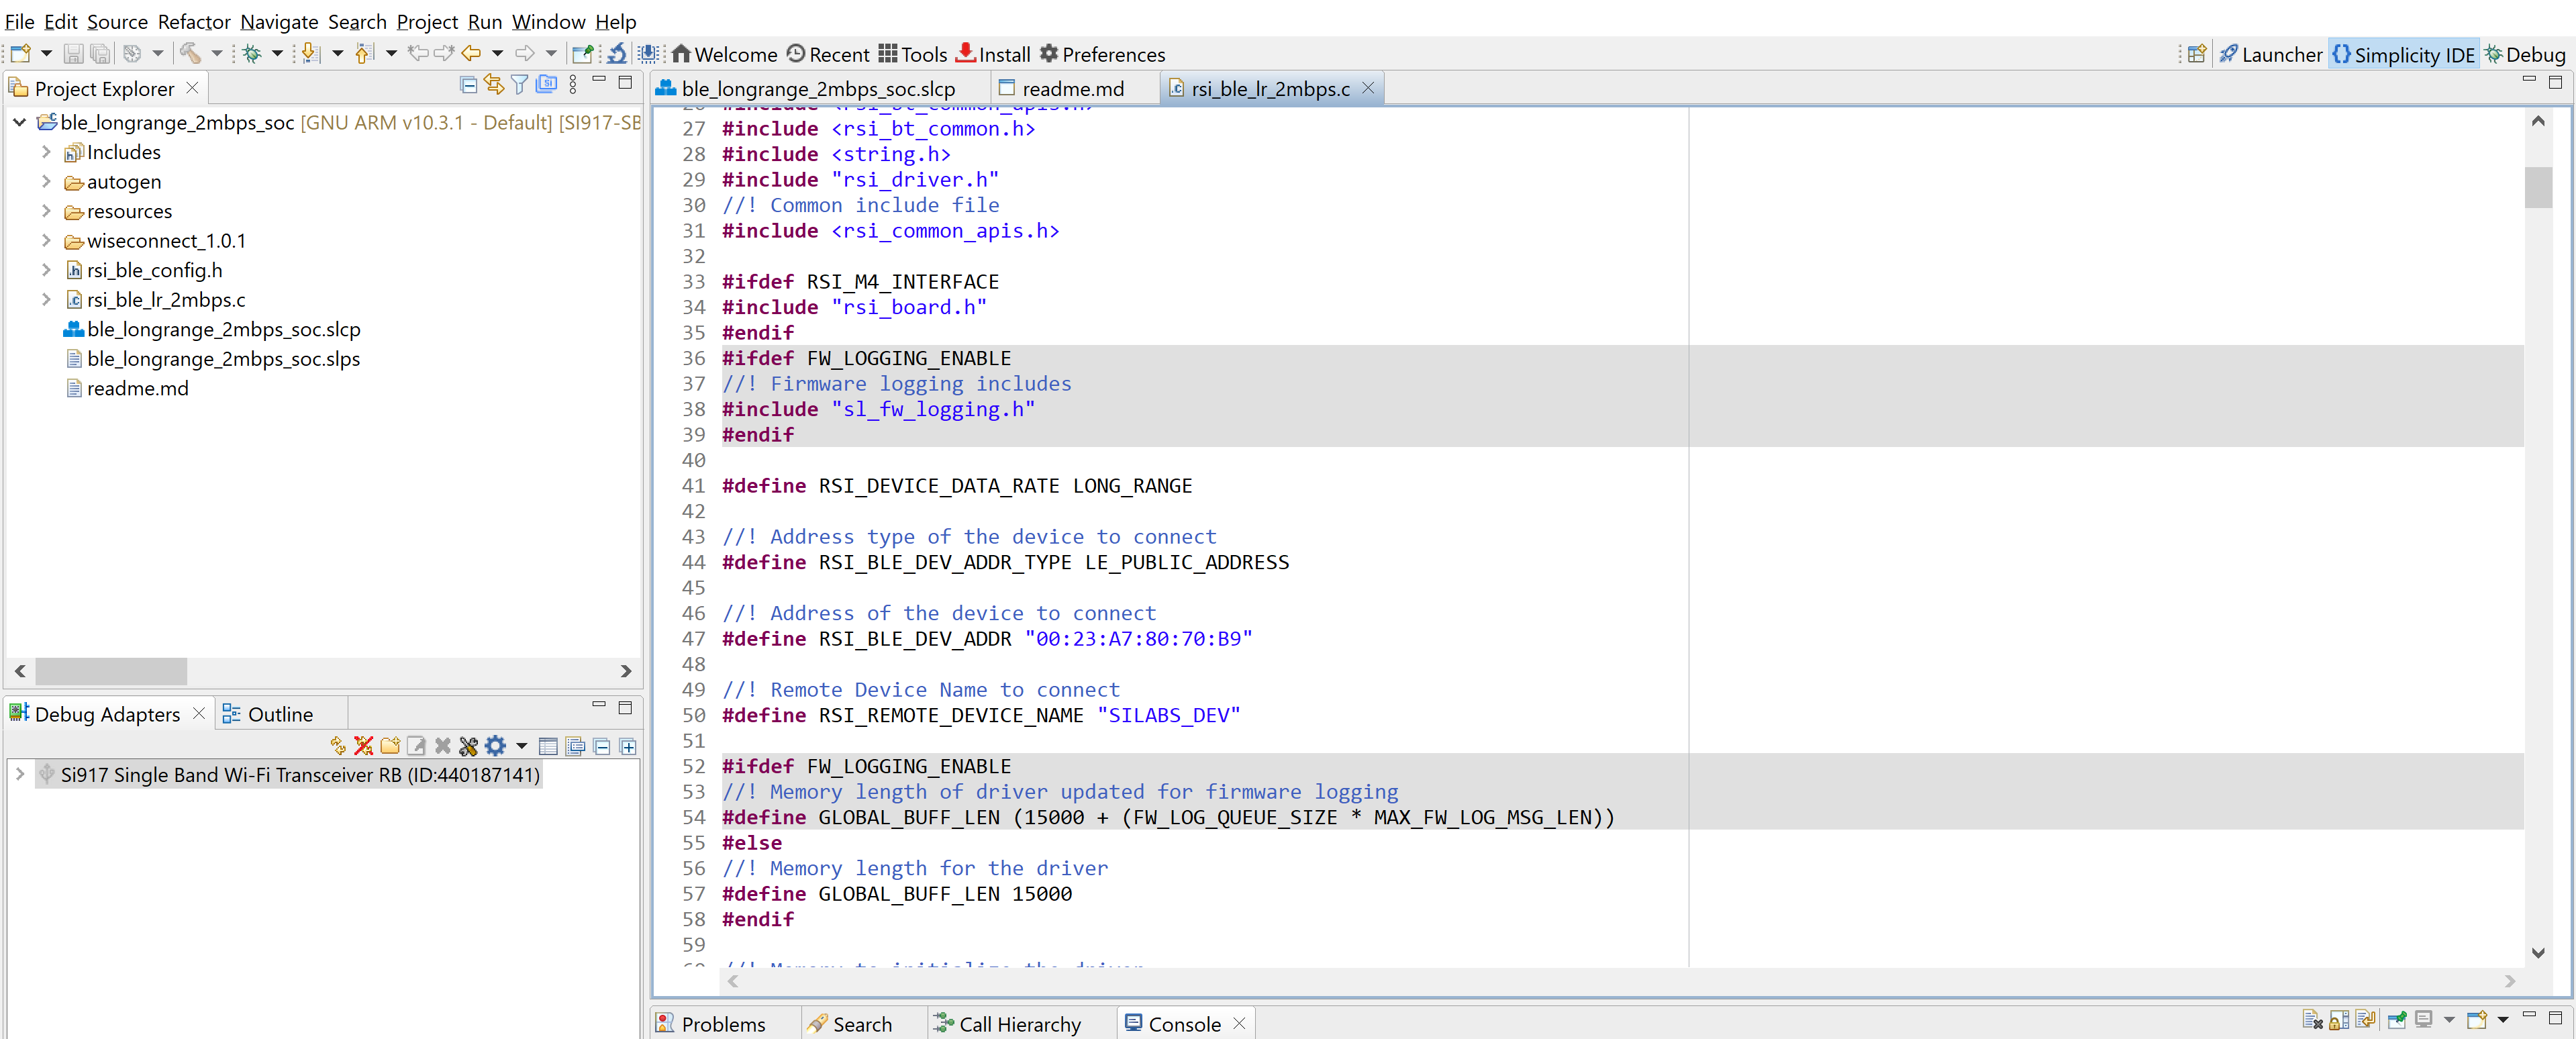 File Edit Source Refactor Navigate Search Project Run Window Help
Welcome Recent Tools Install Preferences Launcher Simplicity IDE Debug
Project Explorer
ble_longrange_2mbps_soc [GNU ARM v10.3.1 - Default] [SI917-SB
Includes
autogen
resources
wiseconnect_1.0.1
rsi_ble_config.h
rsi_ble_lr_2mbps.c
ble_longrange_2mbps_soc.slcp
ble_longrange_2mbps_soc.slps
readme.md
Debug Adapters Outline
Si917 Single Band Wi-Fi Transceiver RB (ID:440187141)
ble_longrange_2mbps_soc.slcp readme.md rsi_ble_lr_2mbps.c
26 #include <rsi_bt_common_apis.h>
27 #include <rsi_bt_common.h>
28 #include <string.h>
29 #include "rsi_driver.h"
30 //! Common include file
31 #include <rsi_common_apis.h>
32
33 #ifdef RSI_M4_INTERFACE
34 #include "rsi_board.h"
35 #endif
36 #ifdef FW_LOGGING_ENABLE
37 //! Firmware logging includes
38 #include "sl_fw_logging.h"
39 #endif
40
41 #define RSI_DEVICE_DATA_RATE LONG_RANGE
42
43 //! Address type of the device to connect
44 #define RSI_BLE_DEV_ADDR_TYPE LE_PUBLIC_ADDRESS
45
46 //! Address of the device to connect
47 #define RSI_BLE_DEV_ADDR "00:23:A7:80:70:B9"
48
49 //! Remote Device Name to connect
50 #define RSI_REMOTE_DEVICE_NAME "SILABS_DEV"
51
52 #ifdef FW_LOGGING_ENABLE
53 //! Memory length of driver updated for firmware logging
54 #define GLOBAL_BUFF_LEN (15000 + (FW_LOG_QUEUE_SIZE * MAX_FW_LOG_MSG_LEN))
55 #else
56 //! Memory length for the driver
57 #define GLOBAL_BUFF_LEN 15000
58 #endif
59
60 //! Memory to initialize the driver
Problems Search Call Hierarchy Console